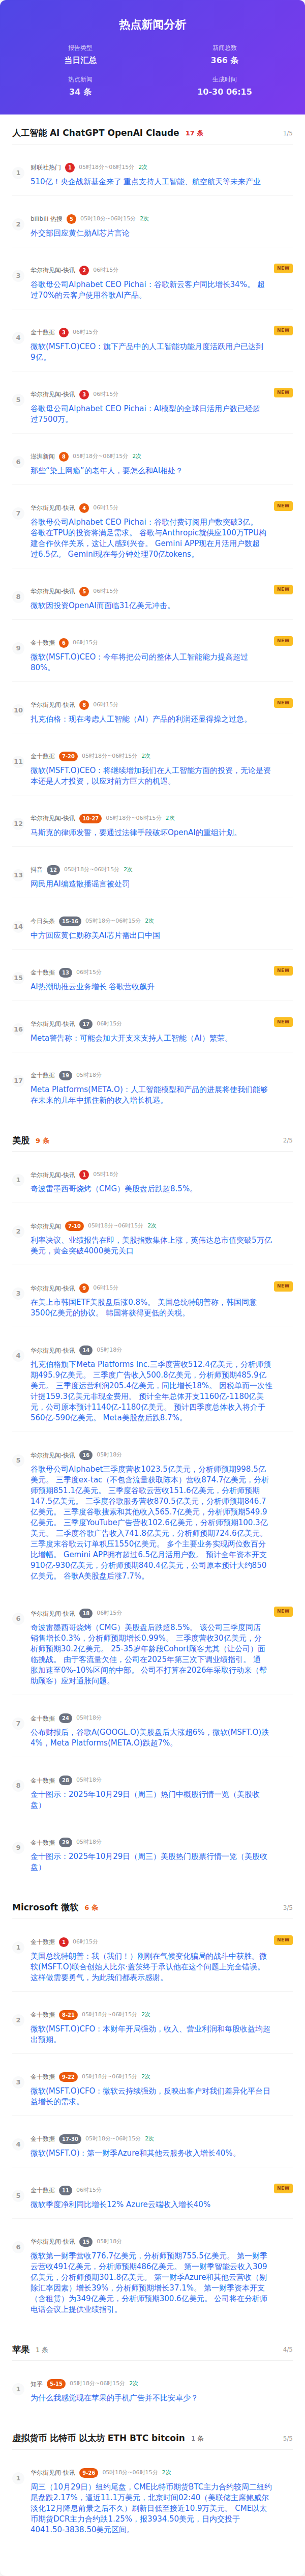 热点新闻分析
报告类型
当日汇总
新闻总数
366 条
热点新闻
34 条
生成时间
10-30 06:15
人工智能 AI ChatGPT OpenAI Claude 17 条 1/5
1
财联社热门 1 05时18分~06时15分 2次
510亿！央企战新基金来了 重点支持人工智能、航空航天等未来产业
2
bilibili 热搜 5 05时18分~06时15分 2次
外交部回应黄仁勋AI芯片言论
3
华尔街见闻-快讯 2 06时15分 NEW
谷歌母公司Alphabet CEO Pichai：谷歌新云客户同比增长34%。 超
过70%的云客户使用谷歌AI产品。
4
金十数据 3 06时15分 NEW
微软(MSFT.O)CEO：旗下产品中的人工智能功能月度活跃用户已达到
9亿。
5
华尔街见闻-快讯 3 06时15分 NEW
谷歌母公司Alphabet CEO Pichai：AI模型的全球日活用户数已经超
过7500万。
6
澎湃新闻 8 05时18分~06时15分 2次
那些“染上网瘾”的老年人，要怎么和AI相处？
7
华尔街见闻-快讯 4 06时15分 NEW
谷歌母公司Alphabet CEO Pichai：谷歌付费订阅用户数突破3亿。
谷歌在TPU的投资将满足需求。 谷歌与Anthropic就供应100万TPU构
建合作伙伴关系，这让人感到兴奋。 Gemini APP现在月活用户数超
过6.5亿。 Gemini现在每分钟处理70亿tokens。
8
华尔街见闻-快讯 5 06时15分 NEW
微软因投资OpenAI而面临31亿美元冲击。
9
金十数据 6 06时15分 NEW
微软(MSFT.O)CEO：今年将把公司的整体人工智能能力提高超过
80%。
10
华尔街见闻-快讯 8 06时15分 NEW
扎克伯格：现在考虑人工智能（AI）产品的利润还显得操之过急。
11
金十数据 7-20 05时18分~06时15分 2次
微软(MSFT.O)CEO：将继续增加我们在人工智能方面的投资，无论是资
本还是人才投资，以应对前方巨大的机遇。
12
华尔街见闻-快讯 10-27 05时18分~06时15分 2次
马斯克的律师发誓，要通过法律手段破坏OpenAI的重组计划。
13
抖音 12 05时18分~06时15分 2次
网民用AI编造散播谣言被处罚
14
今日头条 15-16 05时18分~06时15分 2次
中方回应黄仁勋称美AI芯片需出口中国
15
金十数据 13 06时15分 NEW
AI热潮助推云业务增长 谷歌营收飙升
16
华尔街见闻-快讯 17 06时15分 NEW
Meta警告称：可能会加大开支来支持人工智能（AI）繁荣。
17
金十数据 19 05时18分
Meta Platforms(META.O)：人工智能模型和产品的进展将使我们能够
在未来的几年中抓住新的收入增长机遇。
美股 9 条 2/5
1
华尔街见闻-快讯 1 05时18分
奇波雷墨西哥烧烤（CMG）美股盘后跌超8.5%。
2
华尔街见闻 7-10 05时18分~06时15分 2次
利率决议、业绩报告在即，美股指数集体上涨，英伟达总市值突破5万亿
美元，黄金突破4000美元关口
3
华尔街见闻-快讯 9 06时15分 NEW
在美上市韩国ETF美股盘后涨0.8%。 美国总统特朗普称，韩国同意
3500亿美元的协议。 韩国将获得更低的关税。
4
华尔街见闻-快讯 14 05时18分
扎克伯格旗下Meta Platforms Inc.三季度营收512.4亿美元，分析师预
期495.9亿美元。 三季度广告收入500.8亿美元，分析师预期485.9亿
美元。 三季度运营利润205.4亿美元，同比增长18%。 因税单而一次性
计提159.3亿美元非现金费用。 预计全年总体开支1160亿-1180亿美
元，公司原本预计1140亿-1180亿美元。 预计四季度总体收入将介于
560亿-590亿美元。 Meta美股盘后跌8.7%。
5
华尔街见闻-快讯 16 05时18分
谷歌母公司Alphabet三季度营收1023.5亿美元，分析师预期998.5亿
美元。 三季度ex-tac（不包含流量获取陈本）营收874.7亿美元，分析
师预期851.1亿美元。 三季度谷歌云营收151.6亿美元，分析师预期
147.5亿美元。 三季度谷歌服务营收870.5亿美元，分析师预期846.7
亿美元。 三季度谷歌搜索和其他收入565.7亿美元，分析师预期549.9
亿美元。 三季度YouTube广告营收102.6亿美元，分析师预期100.3亿
美元。 三季度谷歌广告收入741.8亿美元，分析师预期724.6亿美元。
三季度末谷歌云订单积压1550亿美元。 多个主要业务实现两位数百分
比增幅。 Gemini APP拥有超过6.5亿月活用户数。 预计全年资本开支
910亿-930亿美元，分析师预期840.4亿美元，公司原本预计大约850
亿美元。 谷歌A美股盘后涨7.7%。
6
华尔街见闻-快讯 18 06时15分 NEW
奇波雷墨西哥烧烤（CMG）美股盘后跌超8.5%。 该公司三季度同店
销售增长0.3%，分析师预期增长0.99%。 三季度营收30亿美元，分
析师预期30.2亿美元。 25-35岁年龄段Cohort顾客尤其（让公司）面
临挑战。 由于客流量欠佳，公司在2025年第三次下调业绩指引。 通
胀加速至0%-10%区间的中部。 公司不打算在2026年采取行动来（帮
助顾客）应对通胀问题。
7
金十数据 24 05时18分
公布财报后，谷歌A(GOOGL.O)美股盘后大涨超6%，微软(MSFT.O)跌
4%，Meta Platforms(META.O)跌超7%。
8
金十数据 28 05时18分
金十图示：2025年10月29日（周三）热门中概股行情一览（美股收
盘）
9
金十数据 29 05时18分
金十图示：2025年10月29日（周三）美股热门股票行情一览（美股收
盘）
Microsoft 微软 6 条 3/5
1
金十数据 1 06时15分 NEW
美国总统特朗普：我（我们！）刚刚在气候变化骗局的战斗中获胜。微
软(MSFT.O)联合创始人比尔·盖茨终于承认他在这个问题上完全错误。
这样做需要勇气，为此我们都表示感谢。
2
金十数据 8-21 05时18分~06时15分 2次
微软(MSFT.O)CFO：本财年开局强劲，收入、营业利润和每股收益均超
出预期。
3
金十数据 9-22 05时18分~06时15分 2次
微软(MSFT.O)CFO：微软云持续强劲，反映出客户对我们差异化平台日
益增长的需求。
4
金十数据 17-30 05时18分~06时15分 2次
微软(MSFT.O)：第一财季Azure和其他云服务收入增长40%。
5
金十数据 11 06时15分 NEW
微软季度净利同比增长12% Azure云端收入增长40%
6
华尔街见闻-快讯 15 05时18分
微软第一财季营收776.7亿美元，分析师预期755.5亿美元。 第一财季
云营收491亿美元，分析师预期486亿美元。 第一财季智能云收入309
亿美元，分析师预期301.8亿美元。 第一财季Azure和其他云营收（剔
除汇率因素）增长39%，分析师预期增长37.1%。 第一财季资本开支
（含租赁）为349亿美元，分析师预期300.6亿美元。 公司将在分析师
电话会议上提供业绩指引。
苹果 1 条 4/5
1
知乎 5-15 05时18分~06时15分 2次
为什么我感觉现在苹果的手机广告并不比安卓少？
虚拟货币 比特币 以太坊 ETH BTC bitcoin 1 条 5/5
1
华尔街见闻-快讯 9-26 05时18分~06时15分 2次
周三（10月29日）纽约尾盘，CME比特币期货BTC主力合约较周二纽约
尾盘跌2.17%，逼近11.1万美元，北京时间02:40（美联储主席鲍威尔
淡化12月降息前景之后不久）刷新日低至接近10.9万美元。 CME以太
币期货DCR主力合约跌1.25%，报3934.50美元，日内交投于
4041.50-3838.50美元区间。